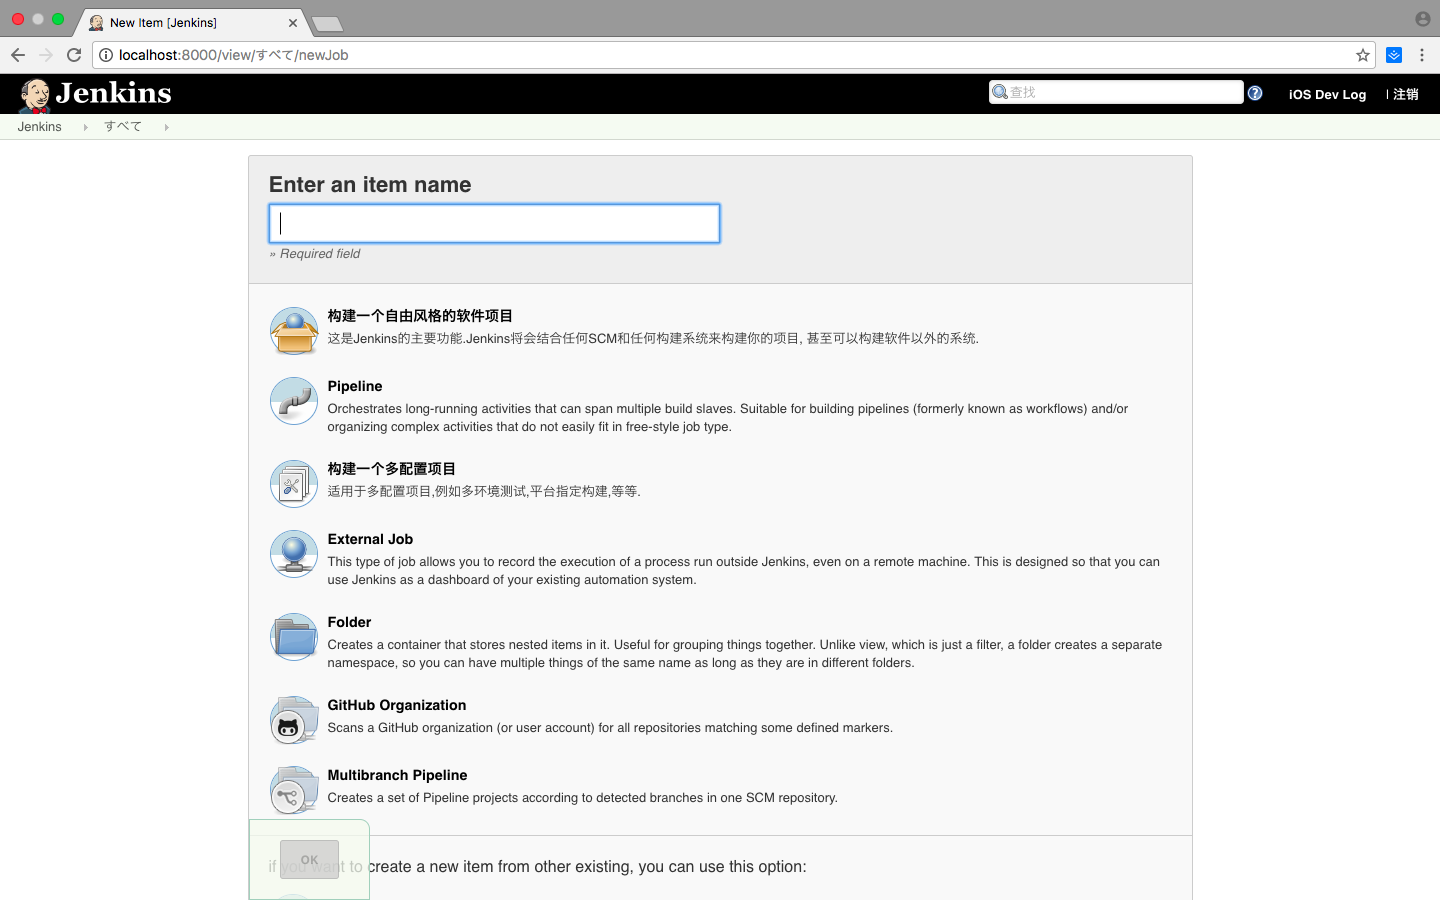 New Item [Jenkins]
localhost:8000/view/すべて/newJob
Jenkins
查找
iOS Dev Log
| 注销
Jenkins
すべて
Enter an item name
» Required field
构建一个自由风格的软件项目
这是Jenkins的主要功能.Jenkins将会结合任何SCM和任何构建系统来构建你的项目, 甚至可以构建软件以外的系统.
Pipeline
Orchestrates long-running activities that can span multiple build slaves. Suitable for building pipelines (formerly known as workflows) and/or
organizing complex activities that do not easily fit in free-style job type.
构建一个多配置项目
适用于多配置项目,例如多环境测试,平台指定构建,等等.
External Job
This type of job allows you to record the execution of a process run outside Jenkins, even on a remote machine. This is designed so that you can
use Jenkins as a dashboard of your existing automation system.
Folder
Creates a container that stores nested items in it. Useful for grouping things together. Unlike view, which is just a filter, a folder creates a separate
namespace, so you can have multiple things of the same name as long as they are in different folders.
GitHub Organization
Scans a GitHub organization (or user account) for all repositories matching some defined markers.
Multibranch Pipeline
Creates a set of Pipeline projects according to detected branches in one SCM repository.
OK
if you want to create a new item from other existing, you can use this option: